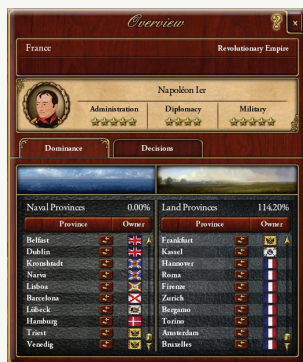 Overview
?
x
France
Revolutionary Empire
Napoléon Ier
Administration Diplomacy Military
Dominance Decisions
Naval Provinces 0.00% Land Provinces 114.20%
Province Owner Province Owner
Belfast Frankfurt
Dublin Kassel
Kronshtadt Hannover
Narva Roma
Lisboa Firenze
Barcelona Zurich
Lübeck Bergamo
Hamburg Torino
Triest Amsterdam
Venedig Bruxelles